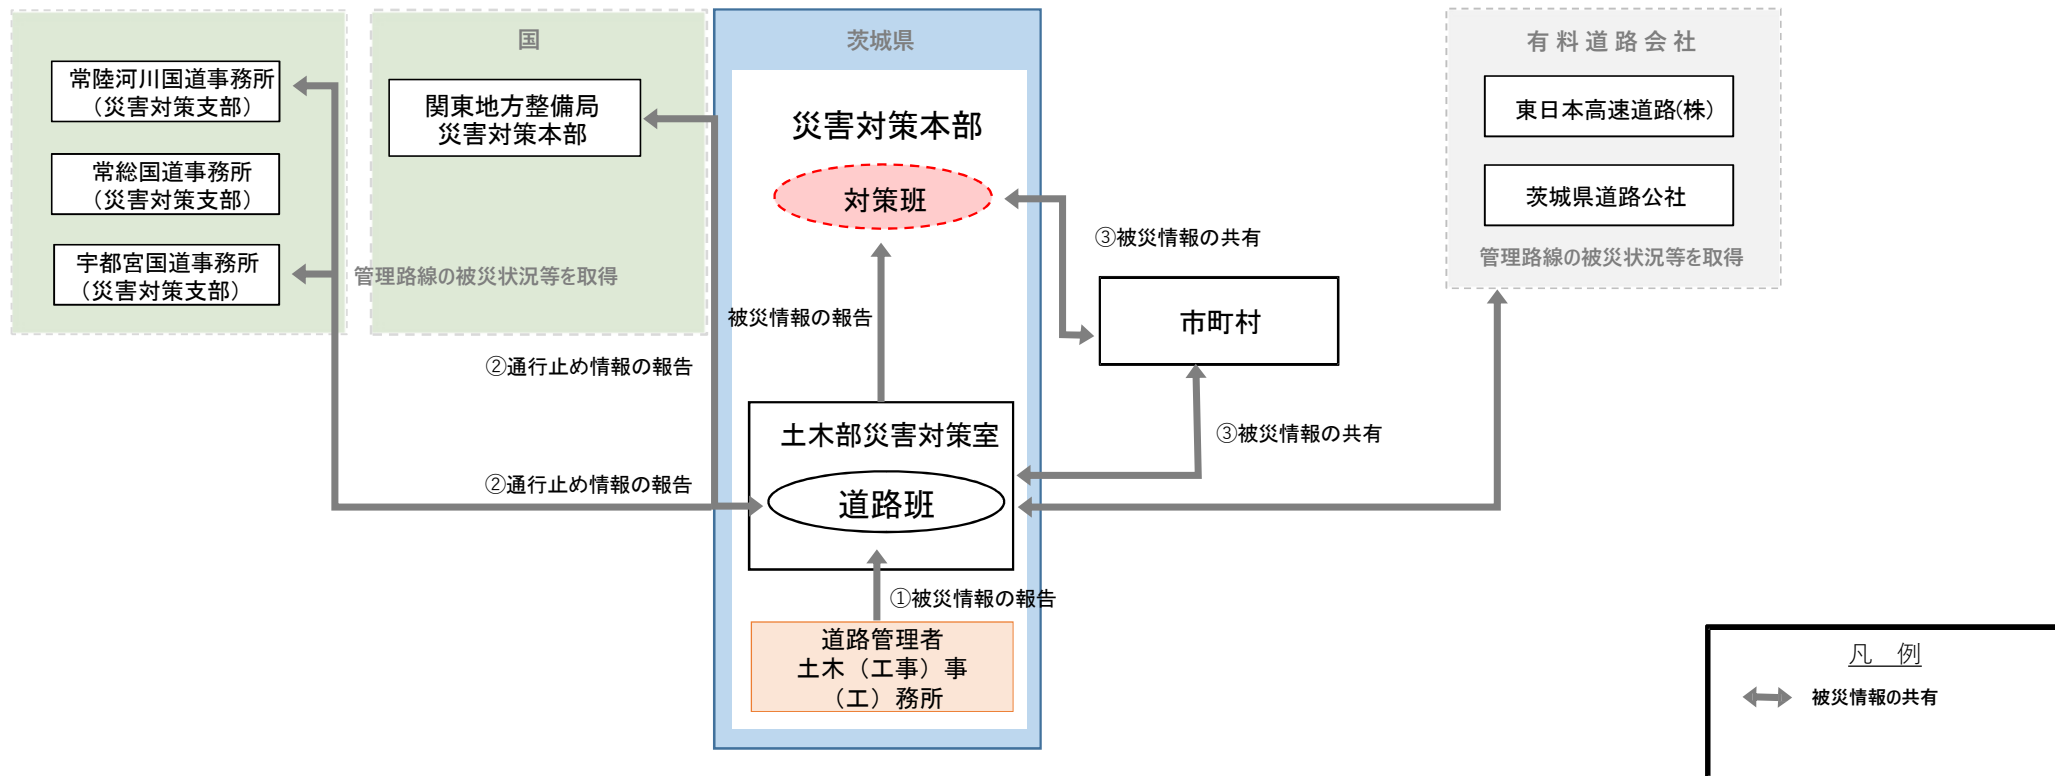 国
茨城県
有料道路会社
常陸河川国道事務所
（災害対策支部）
常総国道事務所
（災害対策支部）
宇都宮国道事務所
（災害対策支部）
関東地方整備局
災害対策本部
管理路線の被災状況等を取得
災害対策本部
対策班
③被災情報の共有
東日本高速道路(株)
茨城県道路公社
管理路線の被災状況等を取得
被災情報の報告
市町村
②通行止め情報の報告
土木部災害対策室
③被災情報の共有
②通行止め情報の報告
道路班
①被災情報の報告
道路管理者
土木（工事）事
（工）務所
凡　例
被災情報の共有